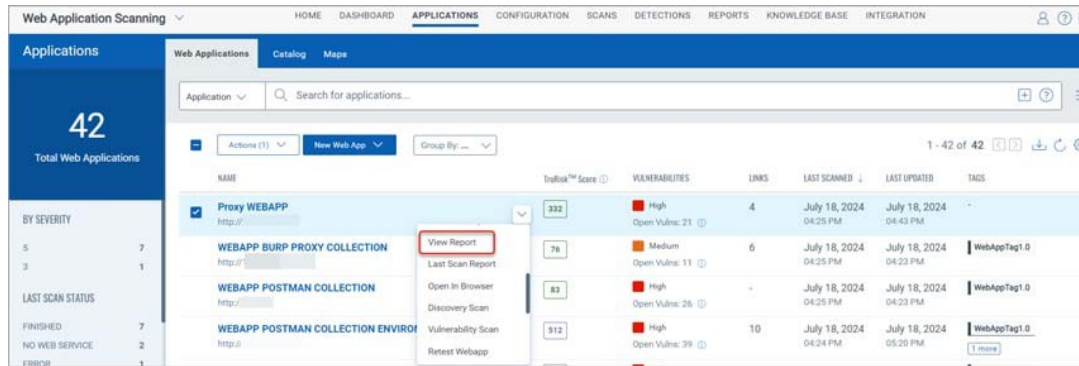 Web Application Scanning
HOME DASHBOARD APPLICATIONS CONFIGURATION SCANS DETECTIONS REPORTS KNOWLEDGE BASE INTEGRATION
Applications
Web Applications Catalog Maps
42
Total Web Applications
Application
Search for applications...
Actions (1) New Web App Group By: ...
1 - 42 of 42
NAME TruRisk™ Score VULNERABILITIES LINKS LAST SCANNED ↓ LAST UPDATED TAGS
Proxy WEBAPP 332 High 4 July 18, 2024 July 18, 2024 -
http:// Open Vulns: 21 04:25 PM 04:43 PM
WEBAPP BURP PROXY COLLECTION 76 Medium 6 July 18, 2024 July 18, 2024 WebAppTag1.0
http:// Open Vulns: 11 04:25 PM 04:23 PM
WEBAPP POSTMAN COLLECTION 83 High - July 18, 2024 July 18, 2024 WebAppTag1.0
http:/ Open Vulns: 26 04:25 PM 04:23 PM
WEBAPP POSTMAN COLLECTION ENVIRO 512 High 10 July 18, 2024 July 18, 2024 WebAppTag1.0
http:// Open Vulns: 39 04:24 PM 05:20 PM 1 more
View Report
Last Scan Report
Open In Browser
Discovery Scan
Vulnerability Scan
Retest Webapp
BY SEVERITY
5 7
3 1
LAST SCAN STATUS
FINISHED 7
NO WEB SERVICE 2
ERROR 1